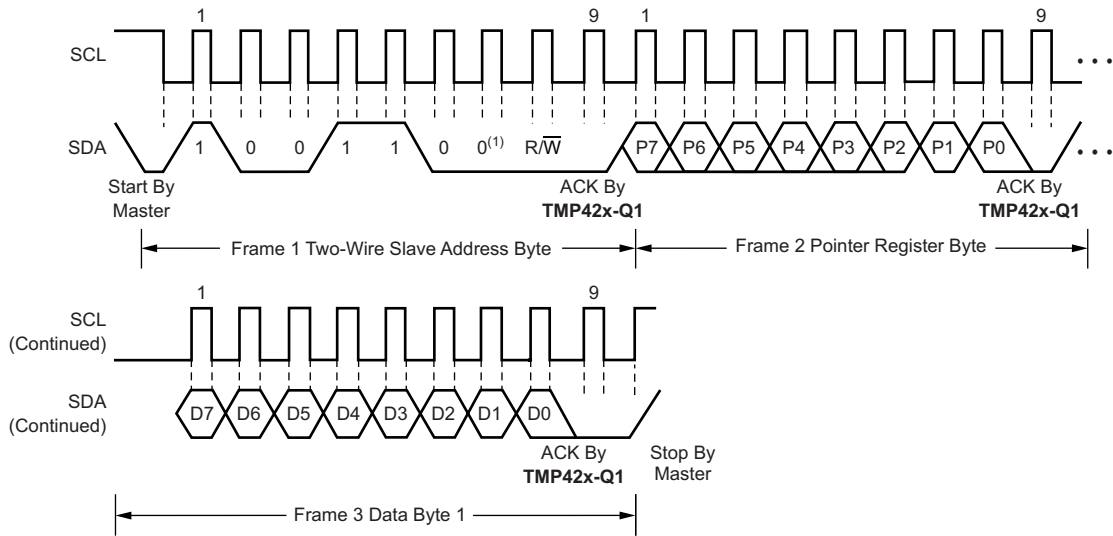 1 9 1 9
SCL
SDA 1 0 0 1 1 0 0(1) R/W̅ P7 P6 P5 P4 P3 P2 P1 P0
Start By
Master
ACK By
TMP42x-Q1
ACK By
TMP42x-Q1
Frame 1 Two-Wire Slave Address Byte
Frame 2 Pointer Register Byte
1 9
SCL
(Continued)
SDA
(Continued)
D7 D6 D5 D4 D3 D2 D1 D0
ACK By
TMP42x-Q1
Stop By
Master
Frame 3 Data Byte 1